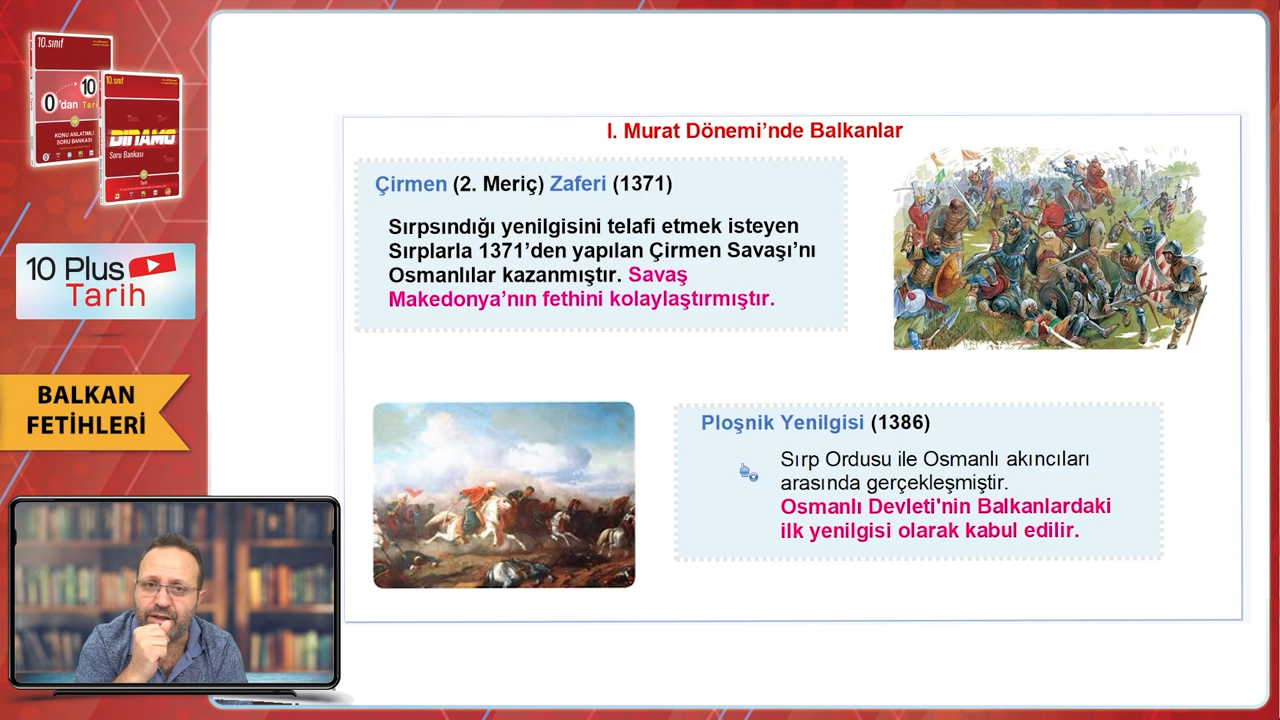 10.sınıf
0'dan 10
Tarih
KONU ANLATIMLI
SORU BANKASI
10.sınıf
DINAMO
Soru Bankası
Tarih
10 Plus
Tarih
BALKAN
FETİHLERİ
I. Murat Dönemi’nde Balkanlar
Çirmen (2. Meriç) Zaferi (1371)
Sırpsındığı yenilgisini telafi etmek isteyen
Sırplarla 1371’den yapılan Çirmen Savaşı’nı
Osmanlılar kazanmıştır. Savaş
Makedonya’nın fethini kolaylaştırmıştır.
Ploşnik Yenilgisi (1386)
Sırp Ordusu ile Osmanlı akıncıları
arasında gerçekleşmiştir.
Osmanlı Devleti'nin Balkanlardaki
ilk yenilgisi olarak kabul edilir.